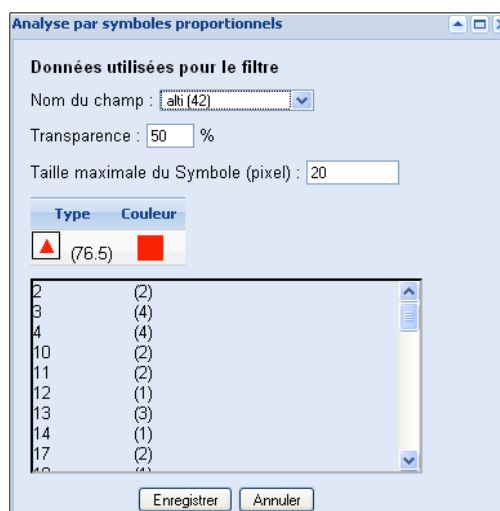 Analyse par symboles proportionnels
Données utilisées pour le filtre
Nom du champ : alti (42)
Transparence : 50 %
Taille maximale du Symbole (pixel) : 20
Type Couleur
(76.5)
2 (2)
3 (4)
4 (4)
10 (2)
11 (2)
12 (1)
13 (3)
14 (1)
17 (2)
Enregistrer Annuler